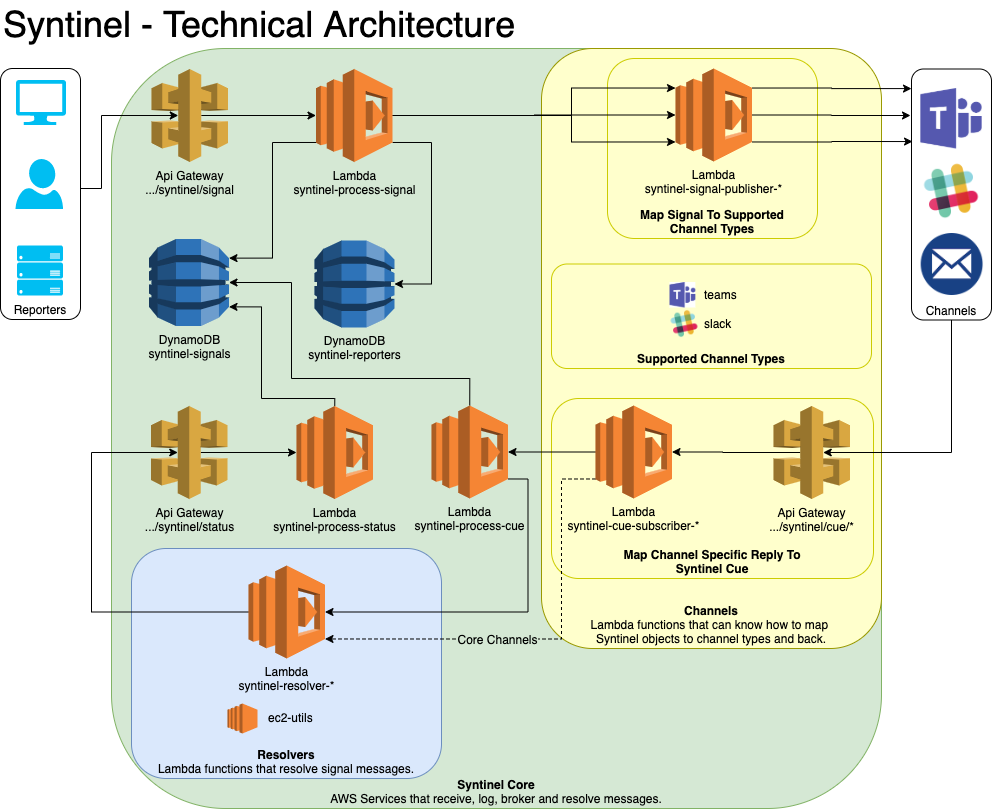 Syntinel - Technical Architecture
Reporters
Api Gateway
.../syntinel/signal
Lambda
syntinel-process-signal
Lambda
syntinel-signal-publisher-*
Map Signal To Supported
Channel Types
T
Channels
DynamoDB
syntinel-signals
DynamoDB
syntinel-reporters
T
teams
slack
Supported Channel Types
Api Gateway
.../syntinel/status
Lambda
syntinel-process-status
Lambda
syntinel-process-cue
Lambda
syntinel-cue-subscriber-*
Api Gateway
.../syntinel/cue/*
Map Channel Specific Reply To
Syntinel Cue
Channels
Lambda functions that can know how to map
Syntinel objects to channel types and back.
Core Channels
Lambda
syntinel-resolver-*
ec2-utils
Resolvers
Lambda functions that resolve signal messages.
Syntinel Core
AWS Services that receive, log, broker and resolve messages.